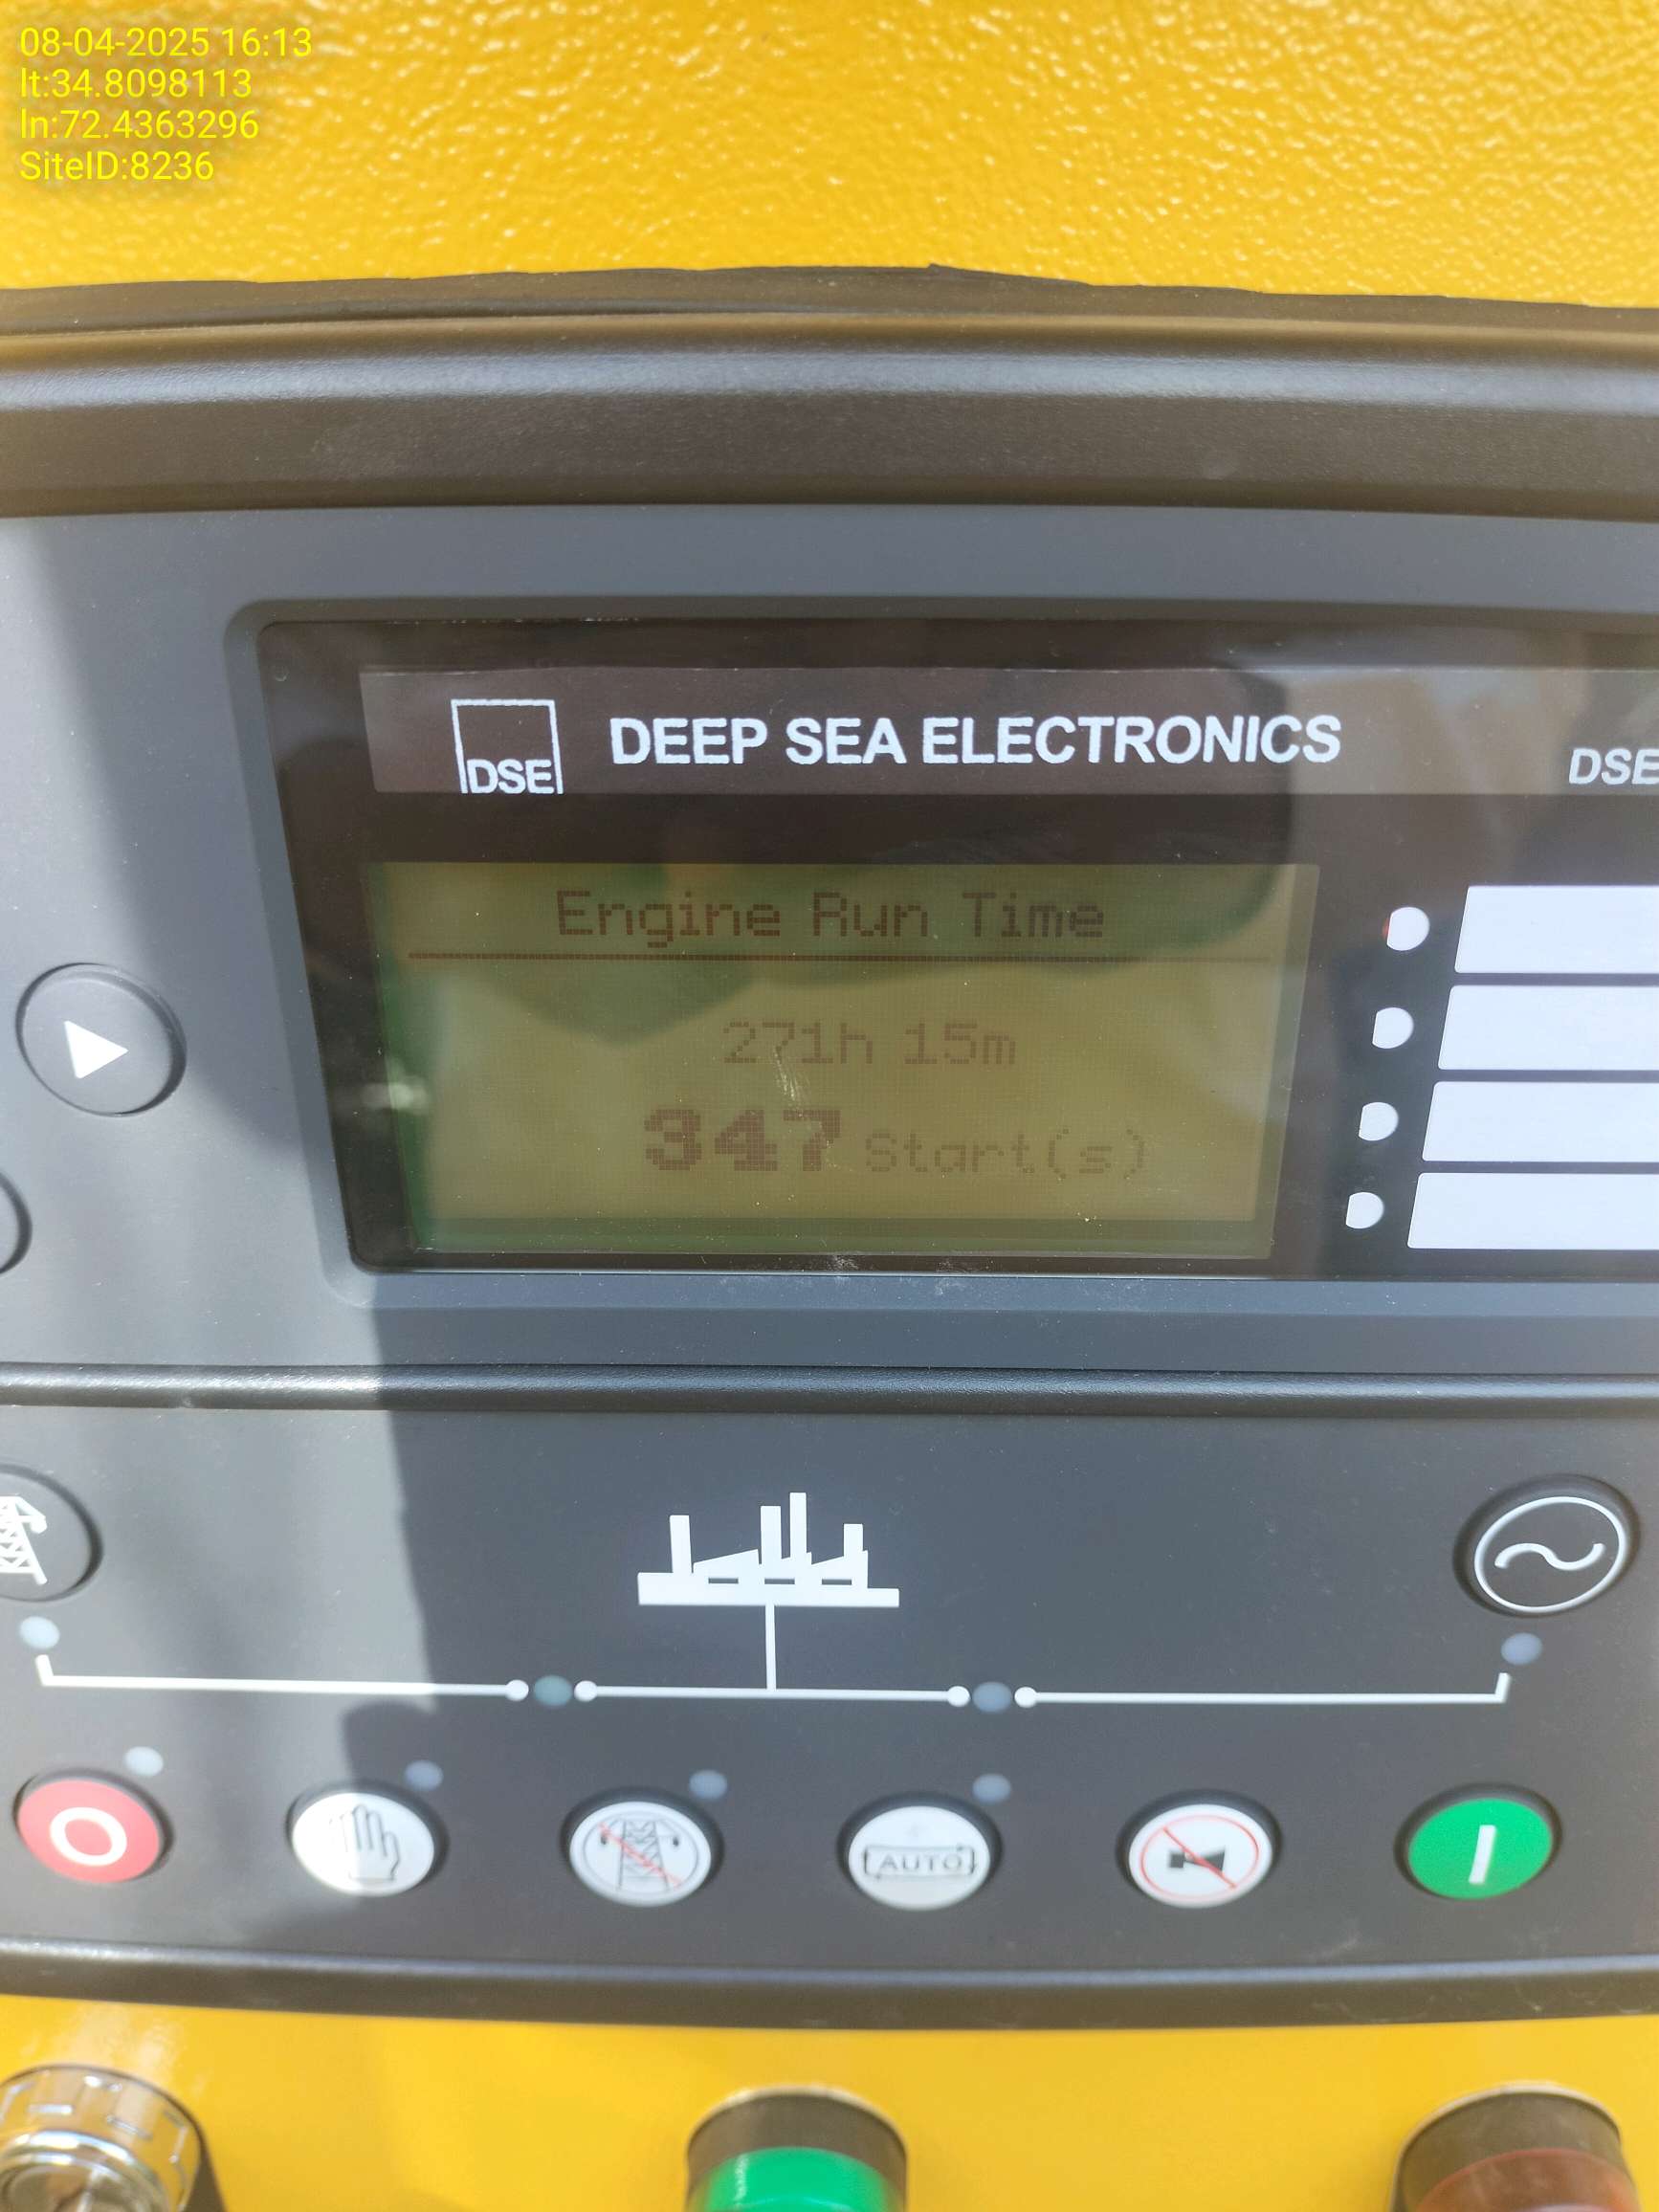 08-04-2025 16:13
lt:34.8098113
ln:72.4363296
SiteID:8236
DSE
DEEP SEA ELECTRONICS
DSE
Engine Run Time
271h 15m
347 Start(s)
AUTO